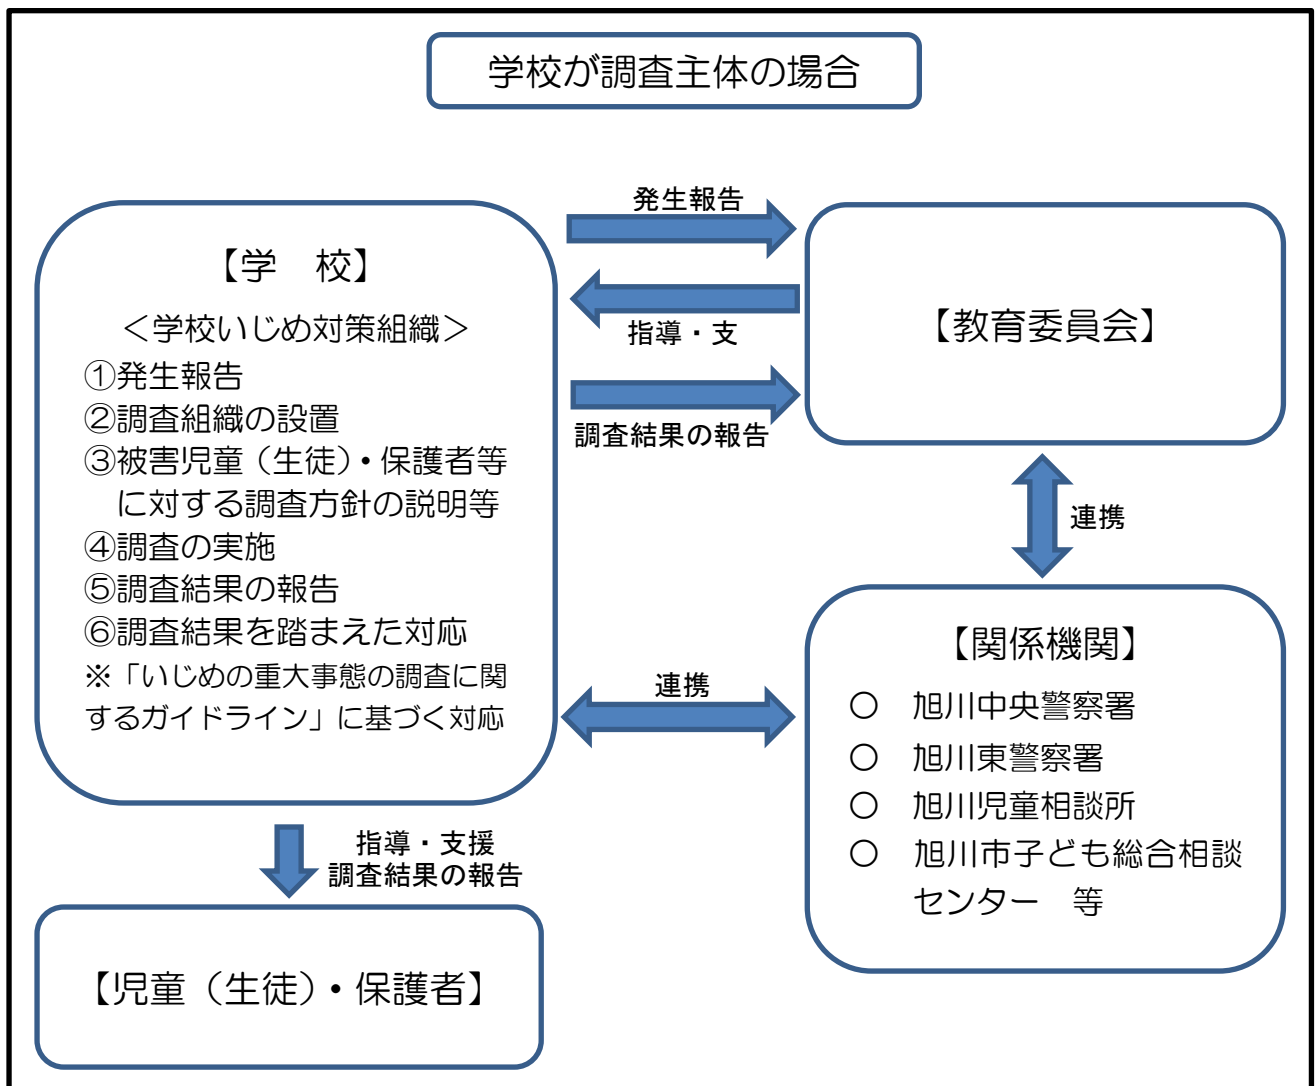 学校が調査主体の場合
【学　校】
＜学校いじめ対策組織＞
①発生報告
②調査組織の設置
③被害児童（生徒）・保護者等
に対する調査方針の説明等
④調査の実施
⑤調査結果の報告
⑥調査結果を踏まえた対応
※「いじめの重大事態の調査に関
するガイドライン」に基づく対応
発生報告
指導・支
調査結果の報告
【教育委員会】
連携
連携
【関係機関】
○　旭川中央警察署
○　旭川東警察署
○　旭川児童相談所
○　旭川市子ども総合相談
センター　等
指導・支援
調査結果の報告
【児童（生徒）・保護者】